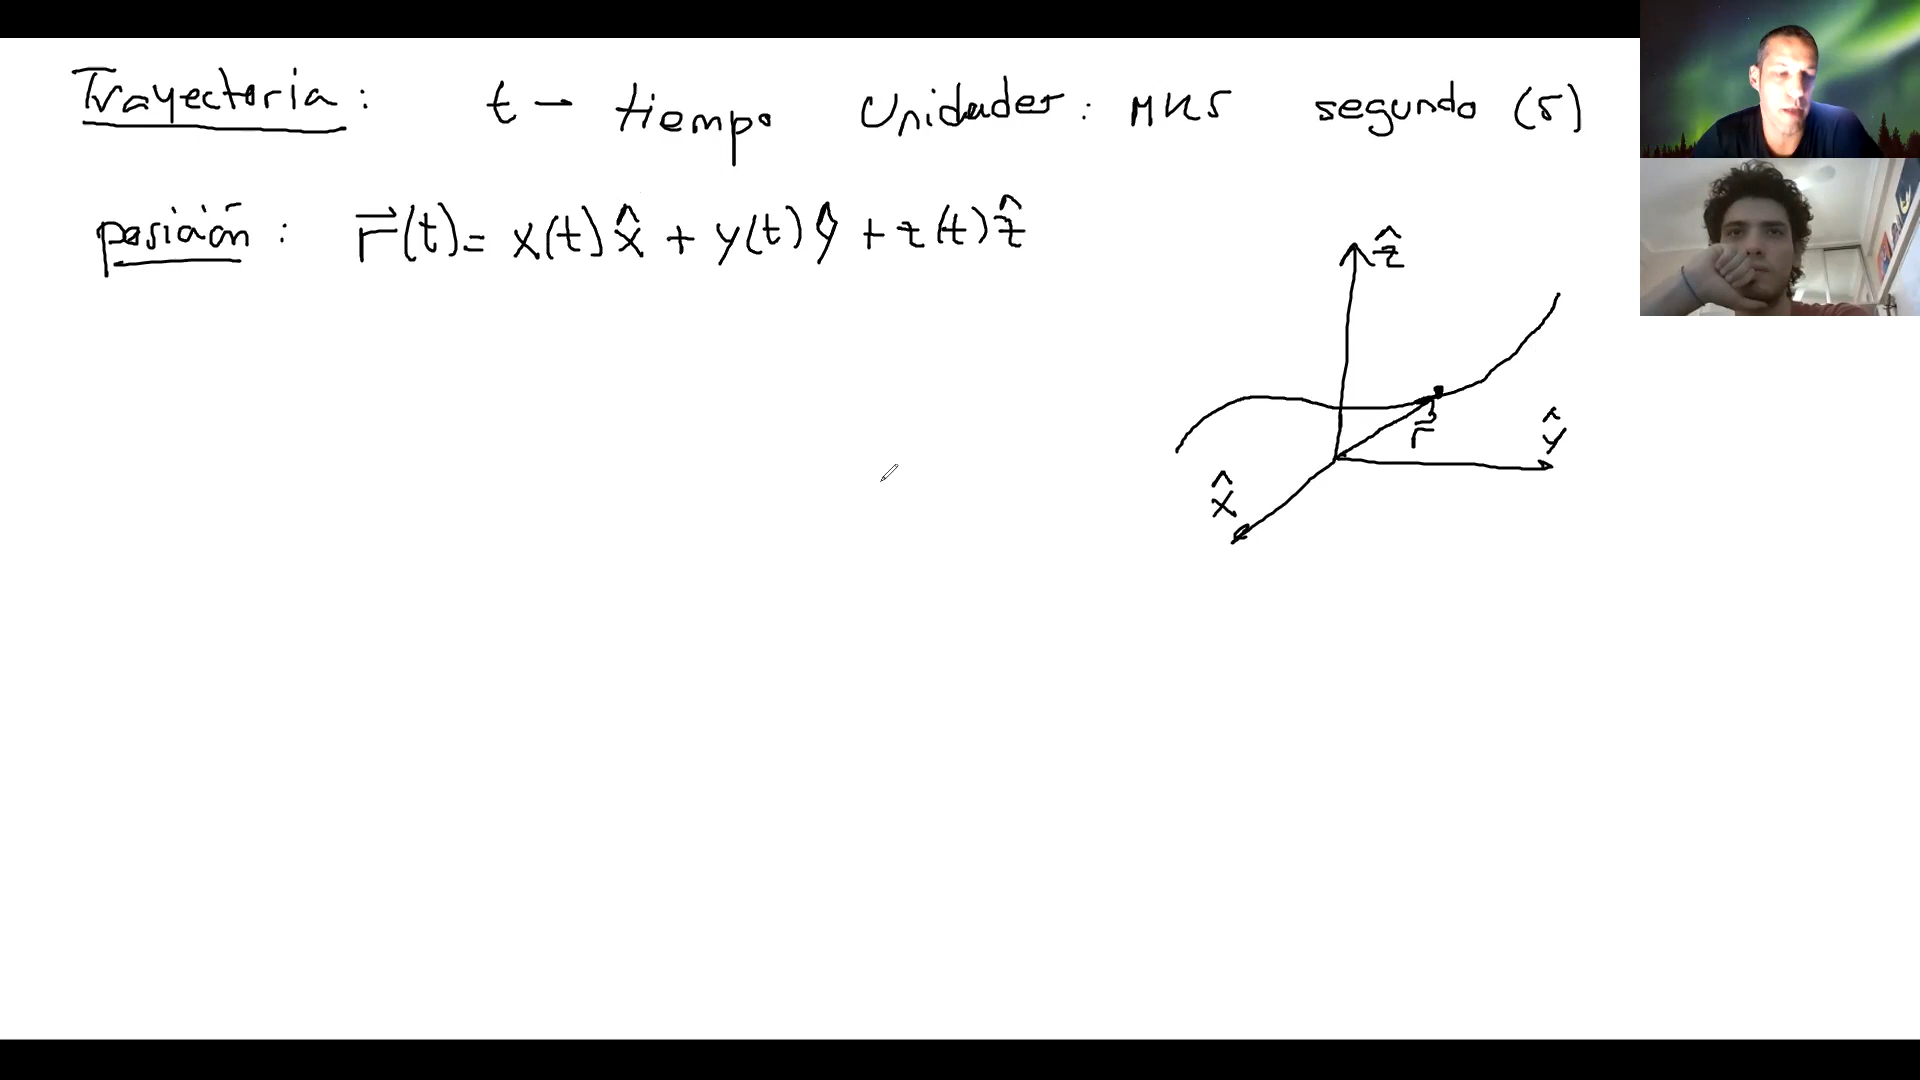 Trayectoria: t → tiempo Unidades: MKS segundo (s)
posición: r⃗(t) = x(t) x̂ + y(t) ŷ + z(t) ẑ
ẑ
r⃗
ŷ
x̂